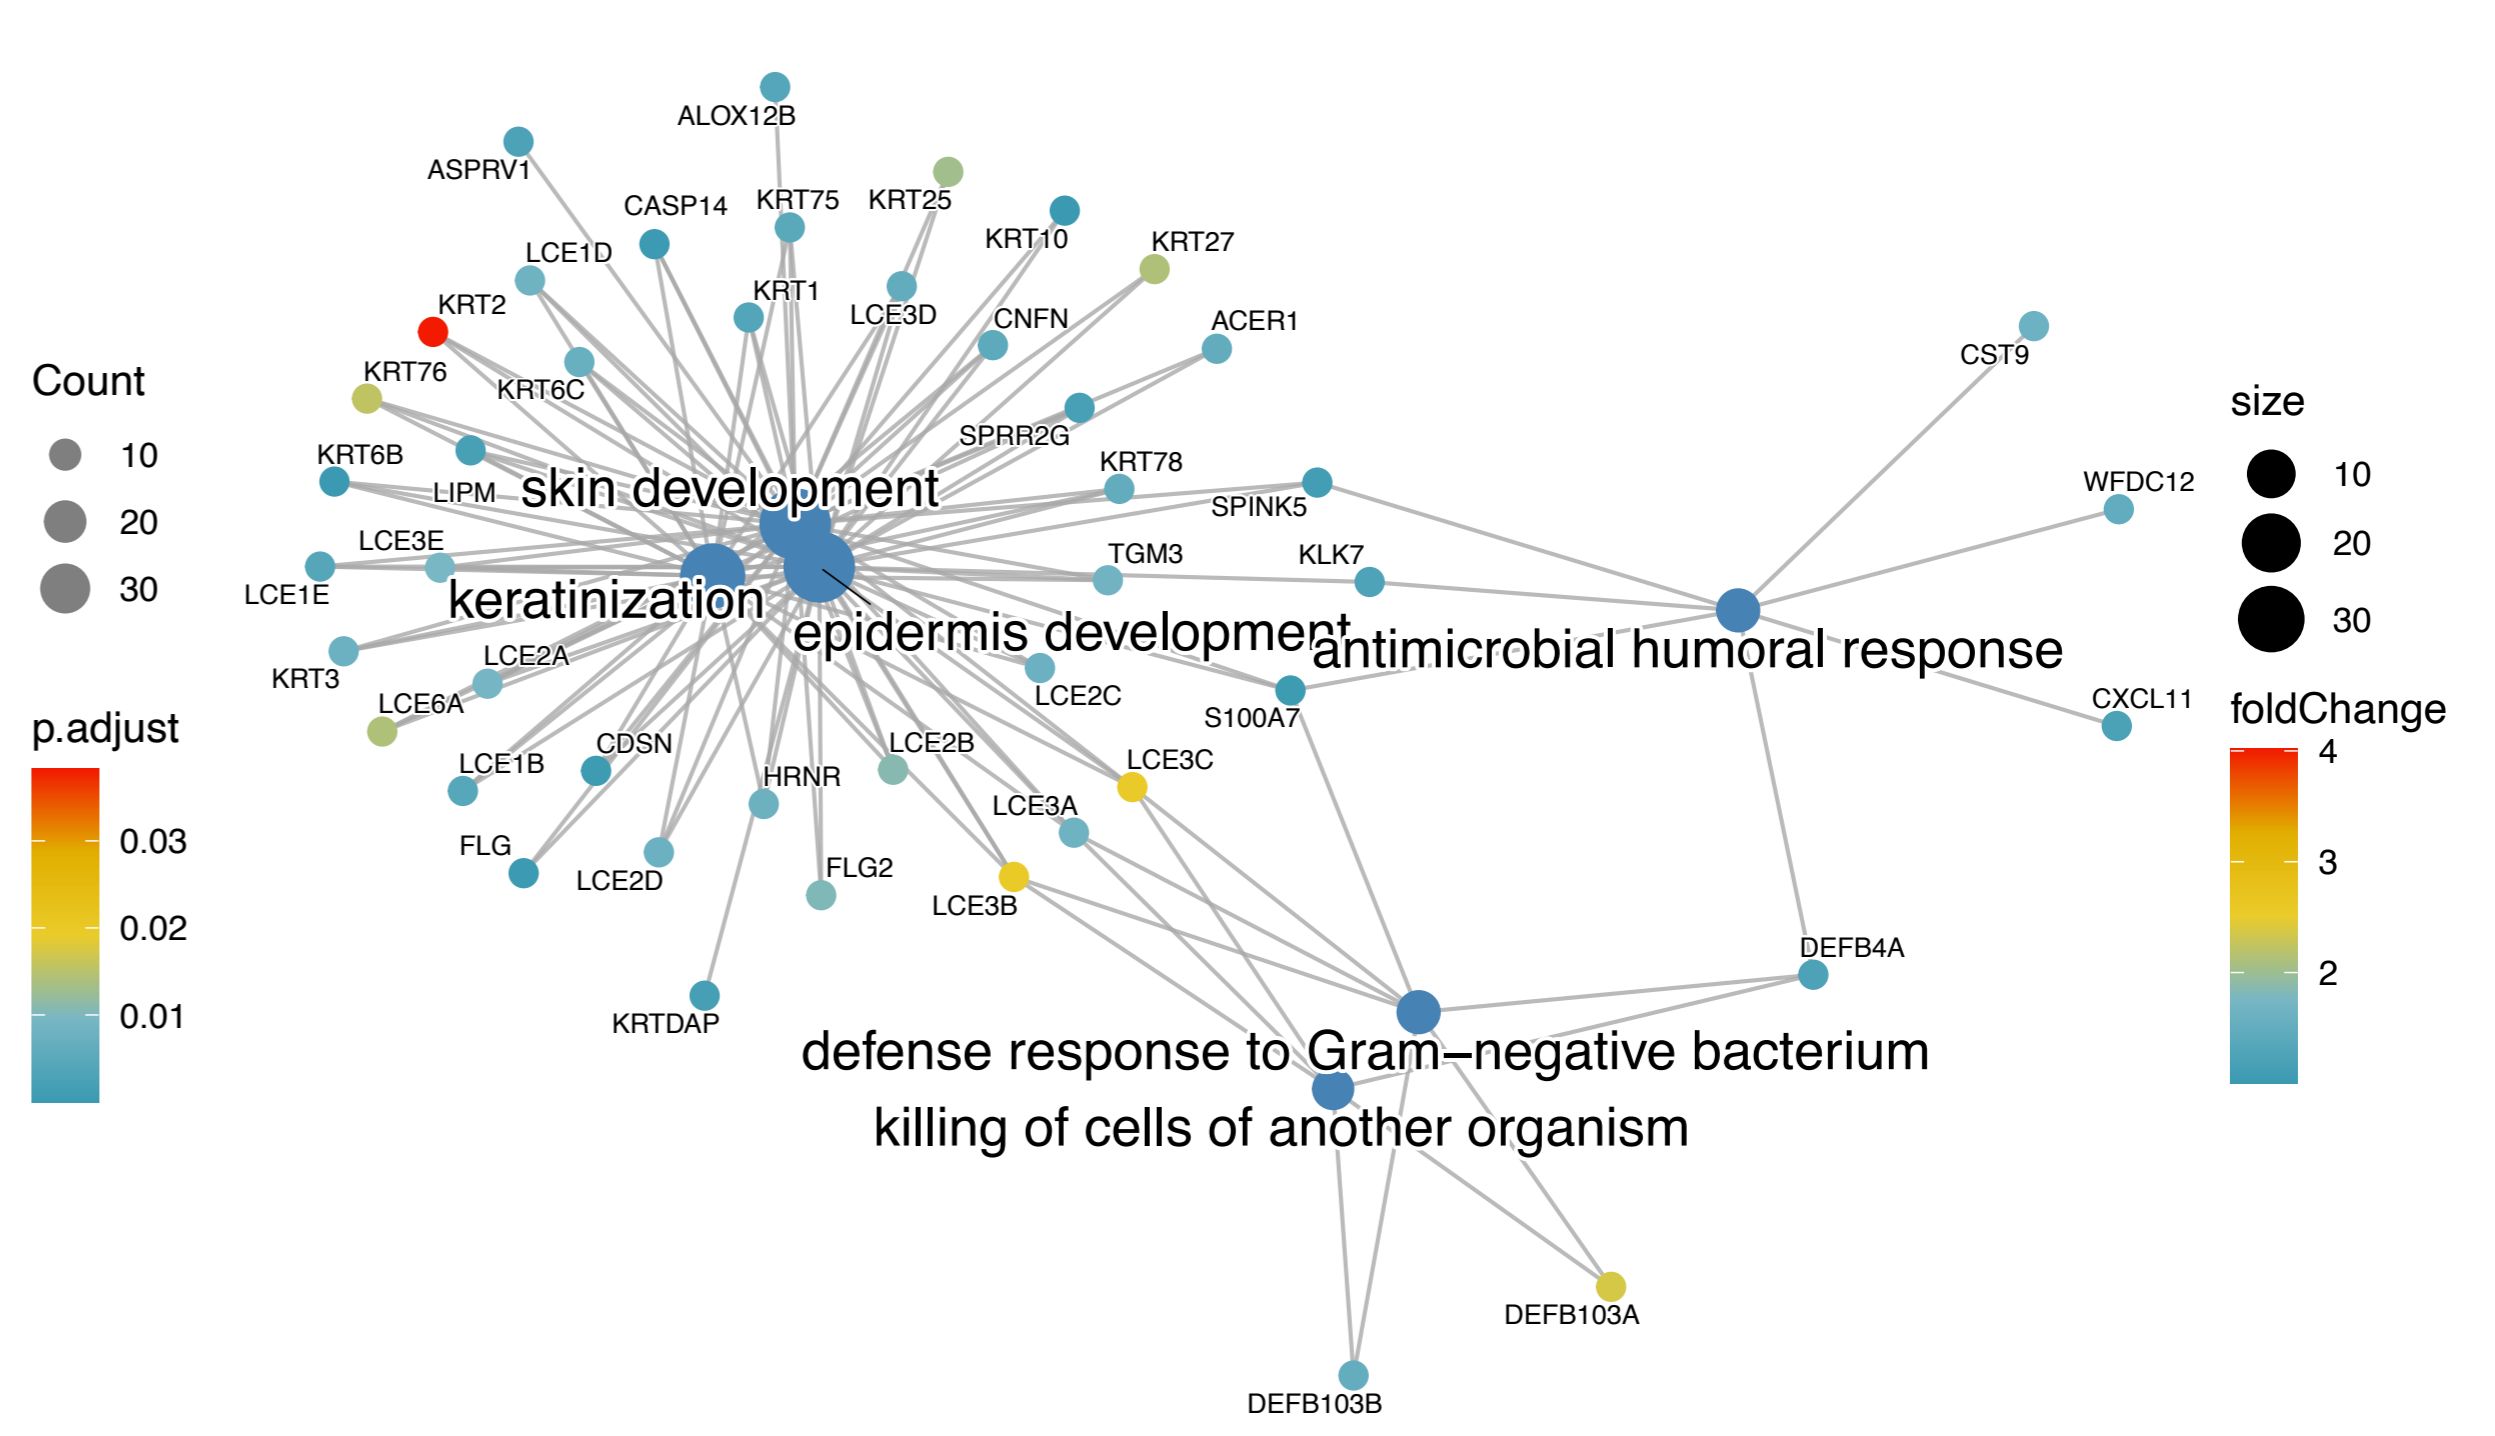 ALOX12B
ASPRV1
CASP14
KRT75
KRT25
KRT10
KRT27
LCE1D
KRT1
LCE3D
CNFN
ACER1
KRT2
KRT76
KRT6C
CST9
Count
10
20
30
size
10
20
30
SPRR2G
KRT6B
LIPM
KRT78
SPINK5
WFDC12
skin development
LCE3E
LCE1E
TGM3
KLK7
keratinization
epidermis development
antimicrobial humoral response
KRT3
LCE2A
LCE6A
LCE2C
S100A7
CXCL11
p.adjust
0.03
0.02
0.01
foldChange
4
3
2
LCE1B
CDSN
HRNR
LCE2B
LCE3C
LCE3A
FLG
LCE2D
FLG2
LCE3B
DEFB4A
KRTDAP
defense response to Gram−negative bacterium
killing of cells of another organism
DEFB103A
DEFB103B